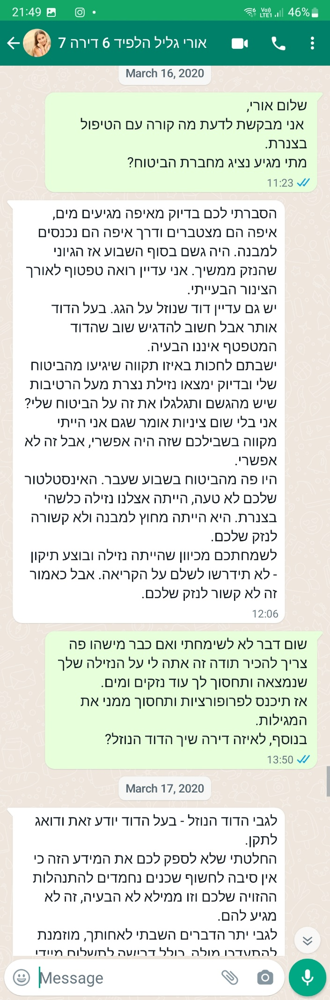 21:49
Vo))
LTE1
46%
אורי גליל הלפיד 6 דירה 7
March 16, 2020
שלום אורי,
אני מבקשת לדעת מה קורה עם הטיפול
בצנרת.
מתי מגיע נציג מחברת הביטוח?
11:23
הסברתי לכם בדיוק מאיפה מגיעים מים,
איפה הם מצטברים ודרך איפה הם נכנסים
למבנה. היה גשם בסוף השבוע אז הגיוני
שהנזק ממשיך. אני עדיין רואה טפטוף לאורך
הצינור הבעייתי.
יש גם עדיין דוד שנוזל על הגג. בעל הדוד
אותר אבל חשוב להדגיש שוב שהדוד
המטפטף איננו הבעיה.
ישבתם לחכות באיזו תקווה שיגיעו מהביטוח
שלי ובדיוק ימצאו נזילת נצרת מעל הרטיבות
שיש מהגשם ותגלגלו את זה על הביטוח שלי?
אני בלי שום ציניות אומר שגם אני הייתי
מקווה בשבילכם שזה היה אפשרי, אבל זה לא
אפשרי.
היו פה מהביטוח בשבוע שעבר. האינסטלטור
שלכם לא טעה, הייתה אצלנו נזילה כלשהי
בצנרת. היא הייתה מחוץ למבנה ולא קשורה
לנזק שלכם.
לשמחתכם מכיוון שהייתה נזילה ובוצע תיקון
- לא תידרשו לשלם על הקריאה. אבל כאמור
זה לא קשור לנזק שלכם.
12:06
שום דבר לא לשימחתי ואם כבר מישהו פה
צריך להכיר תודה זה אתה לי על הנזילה שלך
שנמצאה ותחסוך לך עוד נזקים ומים.
אז תיכנס לפרופורציות ותחסוך ממני את
המגילות.
בנוסף, לאיזה דירה שיך הדוד הנוזל?
13:50
March 17, 2020
לגבי הדוד הנוזל - בעל הדוד יודע זאת ודואג
לתקן.
החלטתי שלא לספק לכם את המידע הזה כי
אין סיבה לחשוף שכנים נחמדים להתנהלות
ההזויה שלכם וזו ממילא לא הבעיה, זה לא
מגיע להם.
לגבי יתר הדברים השבתי לאחותך, מוזמנת
להתעדכן מולה, כולל דרישה לתשלום מיידי
Message